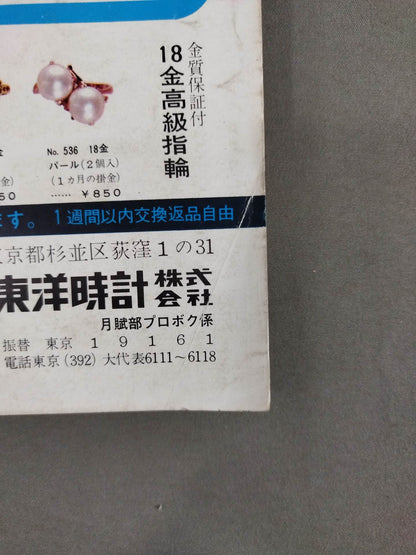 金質保証付
18金高級指輪
金
No. 536 18金
パール(2個入)
金) (1カ月の掛金)
50 ...... ¥850
ます。1週間以内交換返品自由
京都杉並区荻窪1の31
東洋時計株式会社
月賦部プロボク係
振替 東京 19161
電話東京(392) 大代表6111〜6118